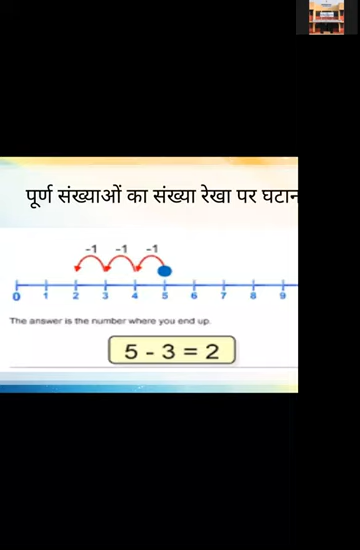 पूर्ण संख्याओं का संख्या रेखा पर घटान
-1 -1 -1
0 1 2 3 4 5 6 7 8 9
The answer is the number where you end up.
5 - 3 = 2